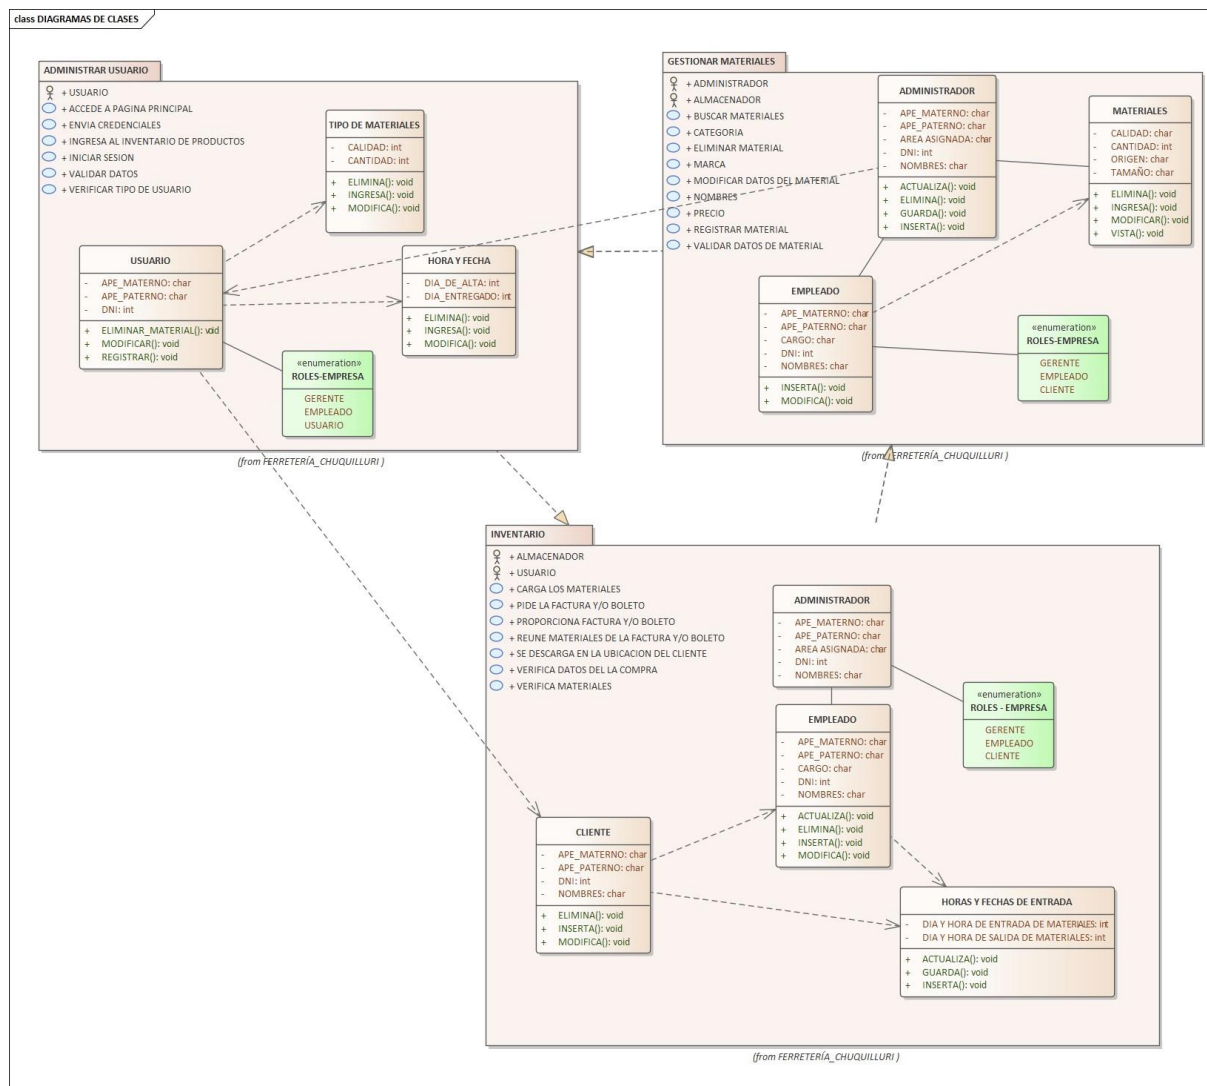 class DIAGRAMAS DE CLASES
ADMINISTRAR USUARIO
+ USUARIO
+ ACCEDE A PAGINA PRINCIPAL
+ ENVIA CREDENCIALES
+ INGRESA AL INVENTARIO DE PRODUCTOS
+ INICIAR SESION
+ VALIDAR DATOS
+ VERIFICAR TIPO DE USUARIO
TIPO DE MATERIALES
- CALIDAD: int
- CANTIDAD: int
+ ELIMINA(): void
+ INGRESA(): void
+ MODIFICA(): void
USUARIO
- APE_MATERNO: char
- APE_PATERNO: char
- DNI: int
+ ELIMINAR_MATERIAL(): void
+ MODIFICAR(): void
+ REGISTRAR(): void
HORA Y FECHA
- DIA_DE_ALTA: int
- DIA_ENTREGADO: int
+ ELIMINA(): void
+ INGRESA(): void
+ MODIFICA(): void
«enumeration»
ROLES-EMPRESA
GERENTE
EMPLEADO
USUARIO
(from FERRETERÍA_CHUQUILLURI )
GESTIONAR MATERIALES
+ ADMINISTRADOR
+ ALMACENADOR
+ BUSCAR MATERIALES
+ CATEGORIA
+ ELIMINAR MATERIAL
+ MARCA
+ MODIFICAR DATOS DEL MATERIAL
+ NOMBRES
+ PRECIO
+ REGISTRAR MATERIAL
+ VALIDAR DATOS DE MATERIAL
ADMINISTRADOR
- APE_MATERNO: char
- APE_PATERNO: char
- AREA ASIGNADA: char
- DNI: int
- NOMBRES: char
+ ACTUALIZA(): void
+ ELIMINA(): void
+ GUARDA(): void
+ INSERTA(): void
MATERIALES
- CALIDAD: char
- CANTIDAD: int
- ORIGEN: char
- TAMAÑO: char
+ ELIMINA(): void
+ INGRESA(): void
+ MODIFICAR(): void
+ VISTA(): void
EMPLEADO
- APE_MATERNO: char
- APE_PATERNO: char
- CARGO: char
- DNI: int
- NOMBRES: char
+ INSERTA(): void
+ MODIFICA(): void
«enumeration»
ROLES-EMPRESA
GERENTE
EMPLEADO
CLIENTE
(from FERRETERÍA_CHUQUILLURI )
INVENTARIO
+ ALMACENADOR
+ USUARIO
+ CARGA LOS MATERIALES
+ PIDE LA FACTURA Y/O BOLETO
+ PROPORCIONA FACTURA Y/O BOLETO
+ REUNE MATERIALES DE LA FACTURA Y/O BOLETO
+ SE DESCARGA EN LA UBICACION DEL CLIENTE
+ VERIFICA DATOS DEL LA COMPRA
+ VERIFICA MATERIALES
ADMINISTRADOR
- APE_MATERNO: char
- APE_PATERNO: char
- AREA ASIGNADA: char
- DNI: int
- NOMBRES: char
«enumeration»
ROLES - EMPRESA
GERENTE
EMPLEADO
CLIENTE
EMPLEADO
- APE_MATERNO: char
- APE_PATERNO: char
- CARGO: char
- DNI: int
- NOMBRES: char
+ ACTUALIZA(): void
+ ELIMINA(): void
+ INSERTA(): void
+ MODIFICA(): void
CLIENTE
- APE_MATERNO: char
- APE_PATERNO: char
- DNI: int
- NOMBRES: char
+ ELIMINA(): void
+ INSERTA(): void
+ MODIFICA(): void
HORAS Y FECHAS DE ENTRADA
- DIA Y HORA DE ENTRADA DE MATERIALES: int
- DIA Y HORA DE SALIDA DE MATERIALES: int
+ ACTUALIZA(): void
+ GUARDA(): void
+ INSERTA(): void
(from FERRETERÍA_CHUQUILLURI )